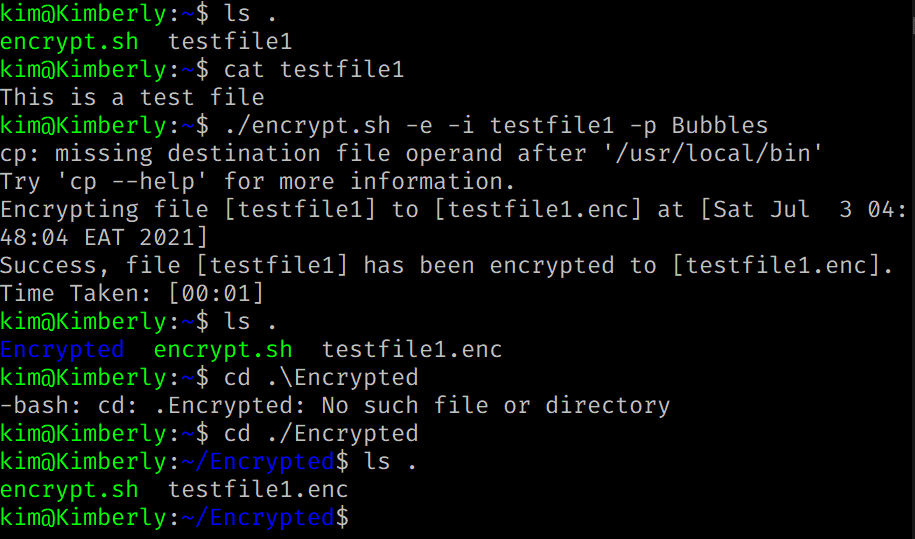 kim@Kimberly:~$ ls .
encrypt.sh  testfile1
kim@Kimberly:~$ cat testfile1
This is a test file
kim@Kimberly:~$ ./encrypt.sh -e -i testfile1 -p Bubbles
cp: missing destination file operand after '/usr/local/bin'
Try 'cp --help' for more information.
Encrypting file [testfile1] to [testfile1.enc] at [Sat Jul  3 04:
48:04 EAT 2021]
Success, file [testfile1] has been encrypted to [testfile1.enc].
Time Taken: [00:01]
kim@Kimberly:~$ ls .
Encrypted  encrypt.sh  testfile1.enc
kim@Kimberly:~$ cd .\Encrypted
-bash: cd: .Encrypted: No such file or directory
kim@Kimberly:~$ cd ./Encrypted
kim@Kimberly:~/Encrypted$ ls .
encrypt.sh  testfile1.enc
kim@Kimberly:~/Encrypted$